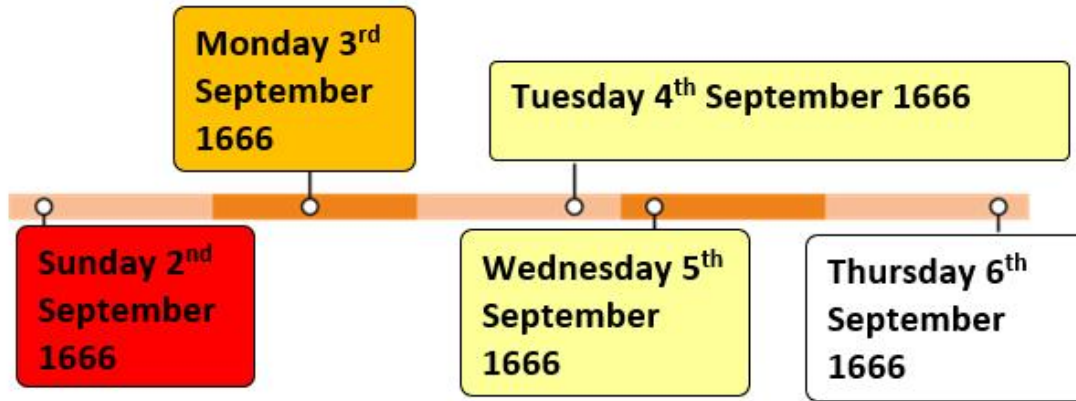 Monday 3rd
September
1666
Tuesday 4th September 1666
Sunday 2nd
September
1666
Wednesday 5th
September
1666
Thursday 6th
September
1666